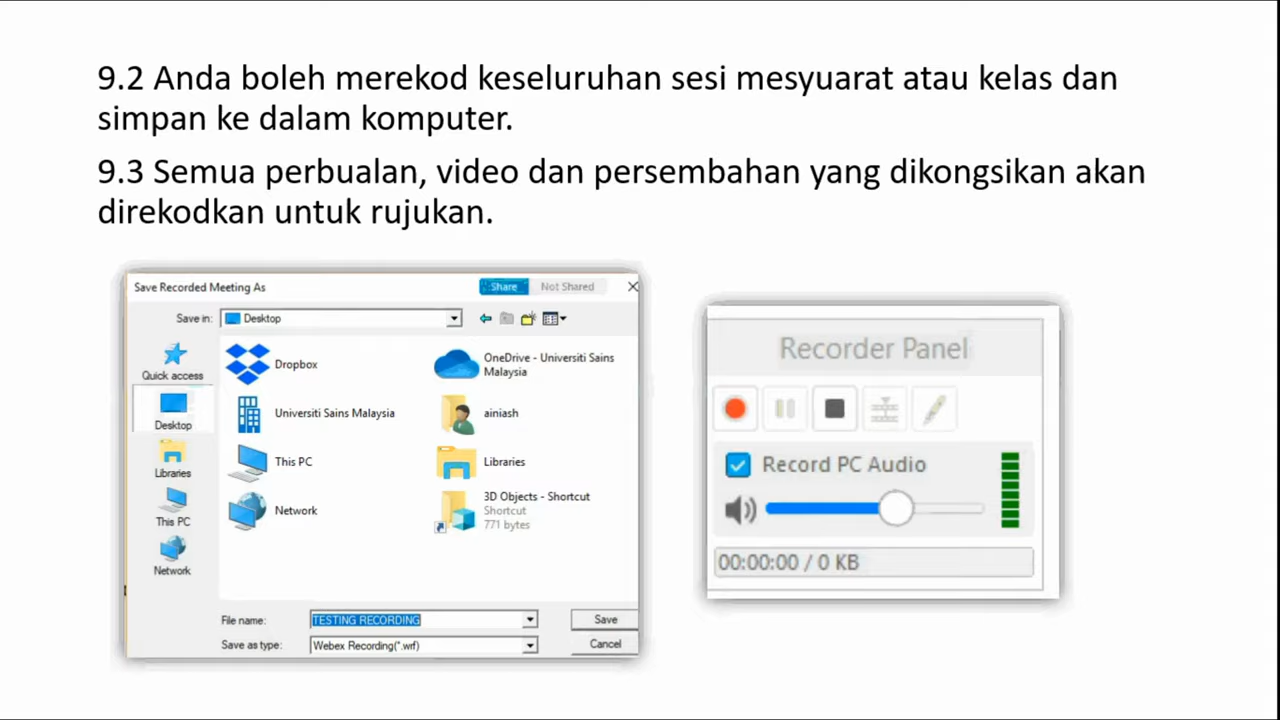 9.2 Anda boleh merekod keseluruhan sesi mesyuarat atau kelas dan
simpan ke dalam komputer.
9.3 Semua perbualan, video dan persembahan yang dikongsikan akan
direkodkan untuk rujukan.
Save Recorded Meeting As
Share
Not Shared
Save in:
Desktop
Quick access
Desktop
Libraries
This PC
Network
Dropbox
OneDrive - Universiti Sains
Malaysia
Universiti Sains Malaysia
ainiash
This PC
Libraries
Network
3D Objects - Shortcut
Shortcut
771 bytes
File name:
TESTING RECORDING
Save
Save as type:
Webex Recording(*.wrf)
Cancel
Recorder Panel
Record PC Audio
00:00:00 / 0 KB